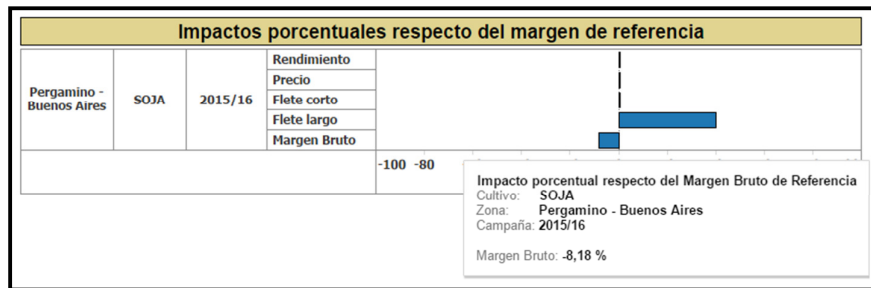 Impactos porcentuales respecto del margen de referencia
Pergamino -
Buenos Aires
SOJA
2015/16
Rendimiento
Precio
Flete corto
Flete largo
Margen Bruto
-100 -80
Impacto porcentual respecto del Margen Bruto de Referencia
Cultivo: SOJA
Zona: Pergamino - Buenos Aires
Campaña: 2015/16
Margen Bruto: -8,18 %